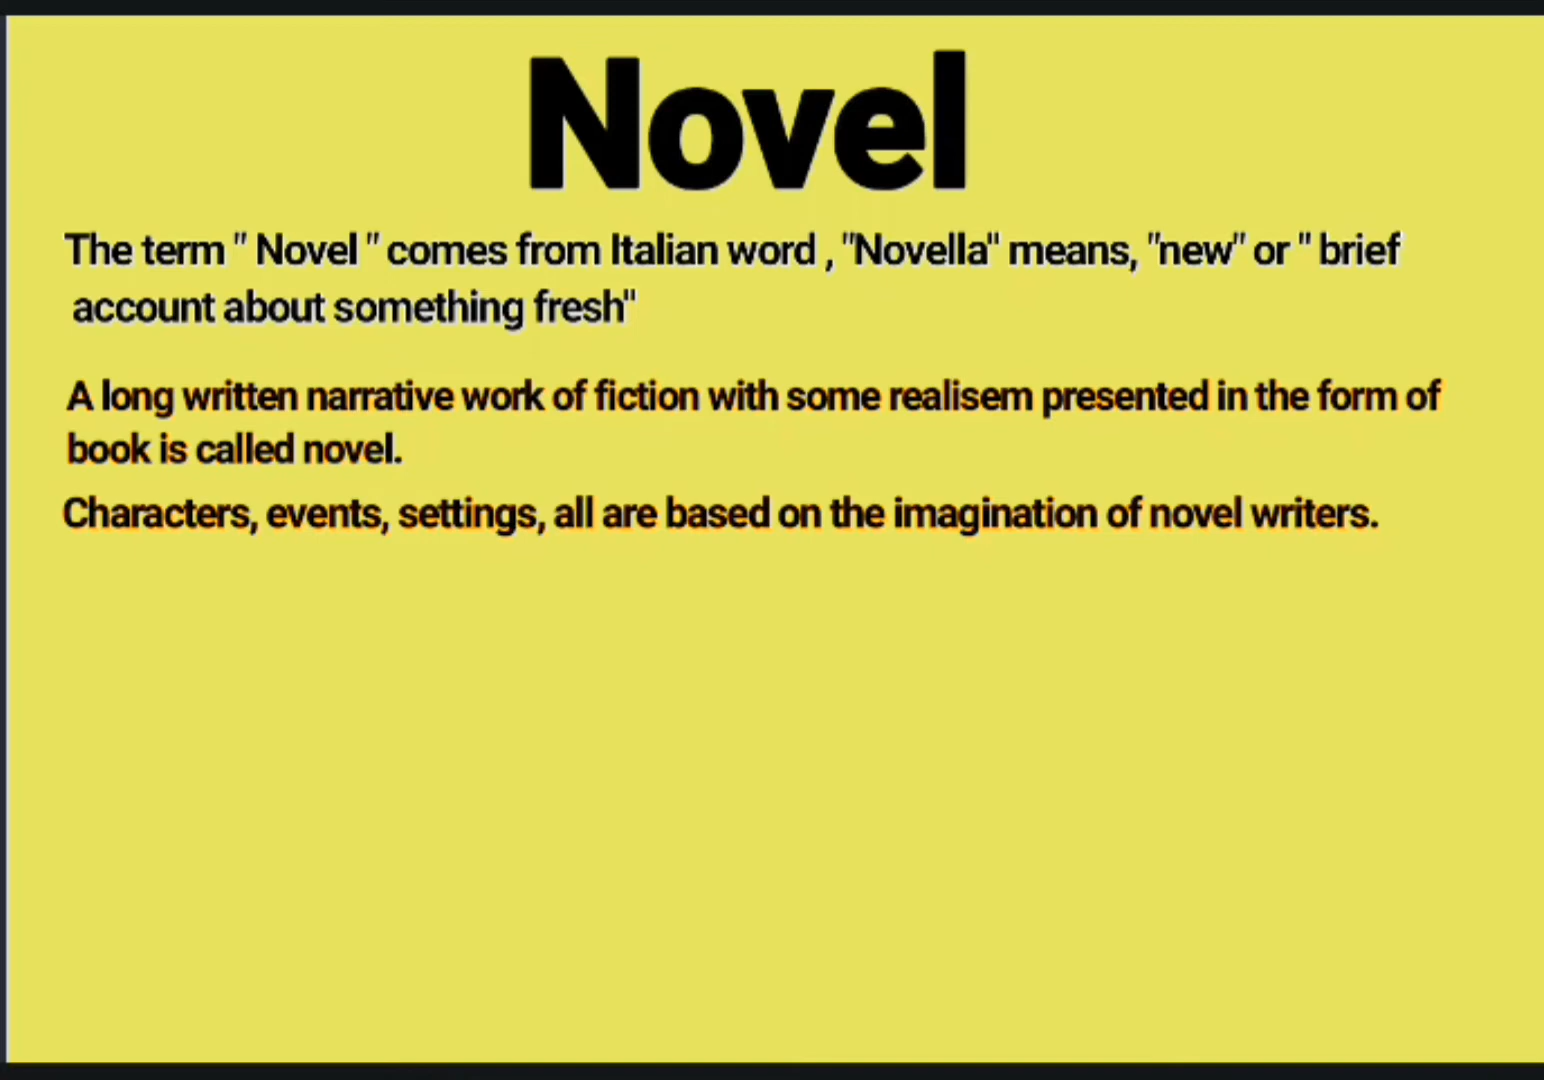 Novel
The term " Novel " comes from Italian word , "Novella" means, "new" or " brief
account about something fresh"
A long written narrative work of fiction with some realisem presented in the form of
book is called novel.
Characters, events, settings, all are based on the imagination of novel writers.